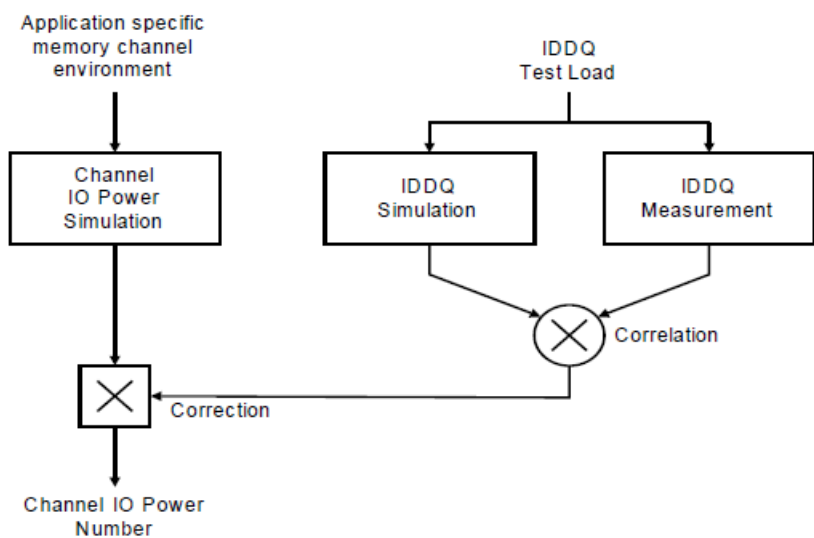 Application specific
memory channel
environment
IDDQ
Test Load
Channel
IO Power
Simulation
IDDQ
Simulation
IDDQ
Measurement
Correlation
Correction
Channel IO Power
Number